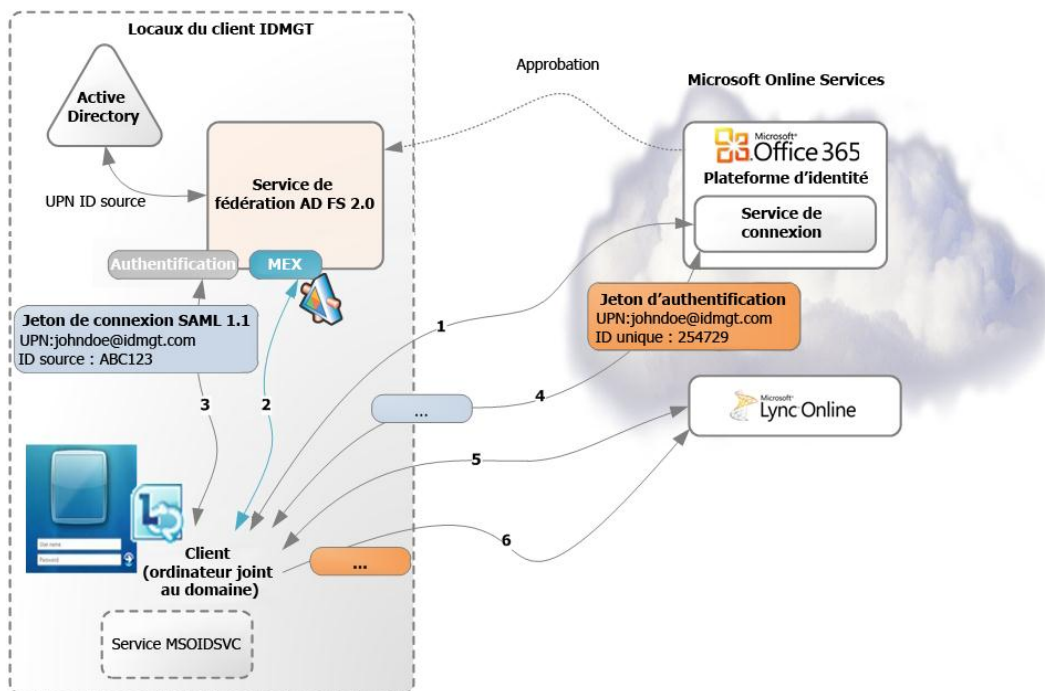 Locaux du client IDMGT
Active
Directory
UPN ID source
Service de
fédération AD FS 2.0
Authentification
MEX
Approbation
Microsoft Online Services
Microsoft®
Office 365
Plateforme d'identité
Service de
connexion
Jeton de connexion SAML 1.1
UPN:johndoe@idmgt.com
ID source : ABC123
Jeton d'authentification
UPN:johndoe@idmgt.com
ID unique : 254729
1
2
3
...
4
Microsoft®
Lync Online
5
6
User name
Password
Client
(ordinateur joint
au domaine)
...
Service MSOIDSVC